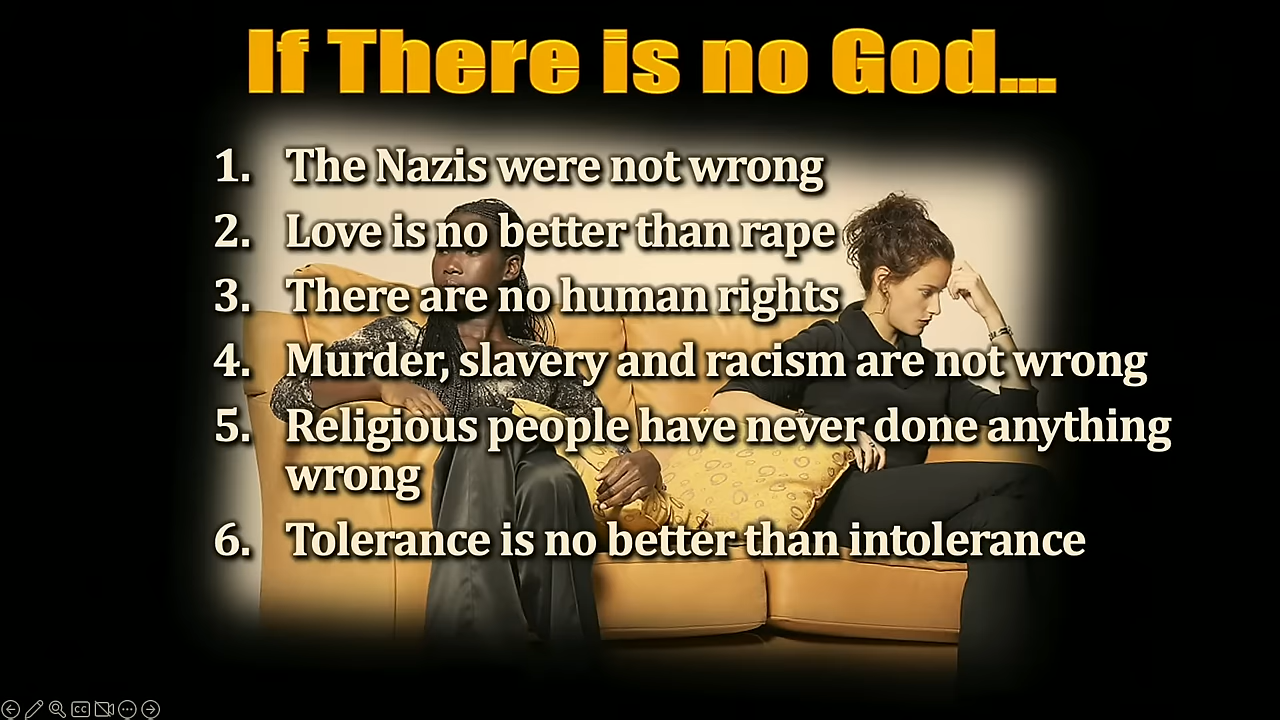 If There is no God...
1. The Nazis were not wrong
2. Love is no better than rape
3. There are no human rights
4. Murder, slavery and racism are not wrong
5. Religious people have never done anything
wrong
6. Tolerance is no better than intolerance
CC